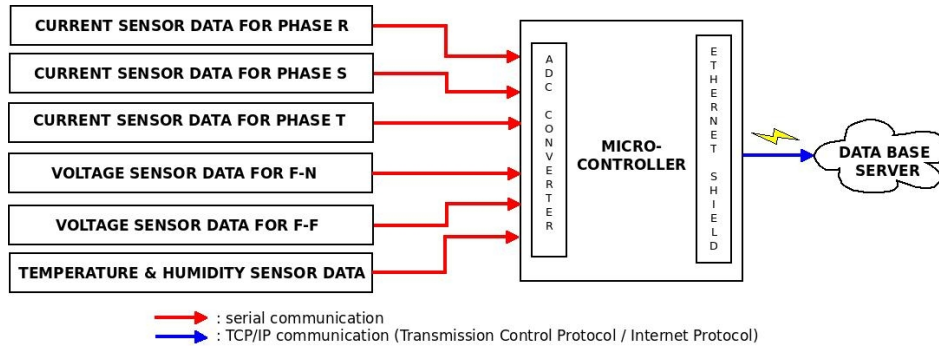 CURRENT SENSOR DATA FOR PHASE R
CURRENT SENSOR DATA FOR PHASE S
CURRENT SENSOR DATA FOR PHASE T
VOLTAGE SENSOR DATA FOR F-N
VOLTAGE SENSOR DATA FOR F-F
TEMPERATURE & HUMIDITY SENSOR DATA
ADC CONVERTER
MICRO-
CONTROLLER
ETHERNET SHIELD
DATA BASE
SERVER
: serial communication
: TCP/IP communication (Transmission Control Protocol / Internet Protocol)